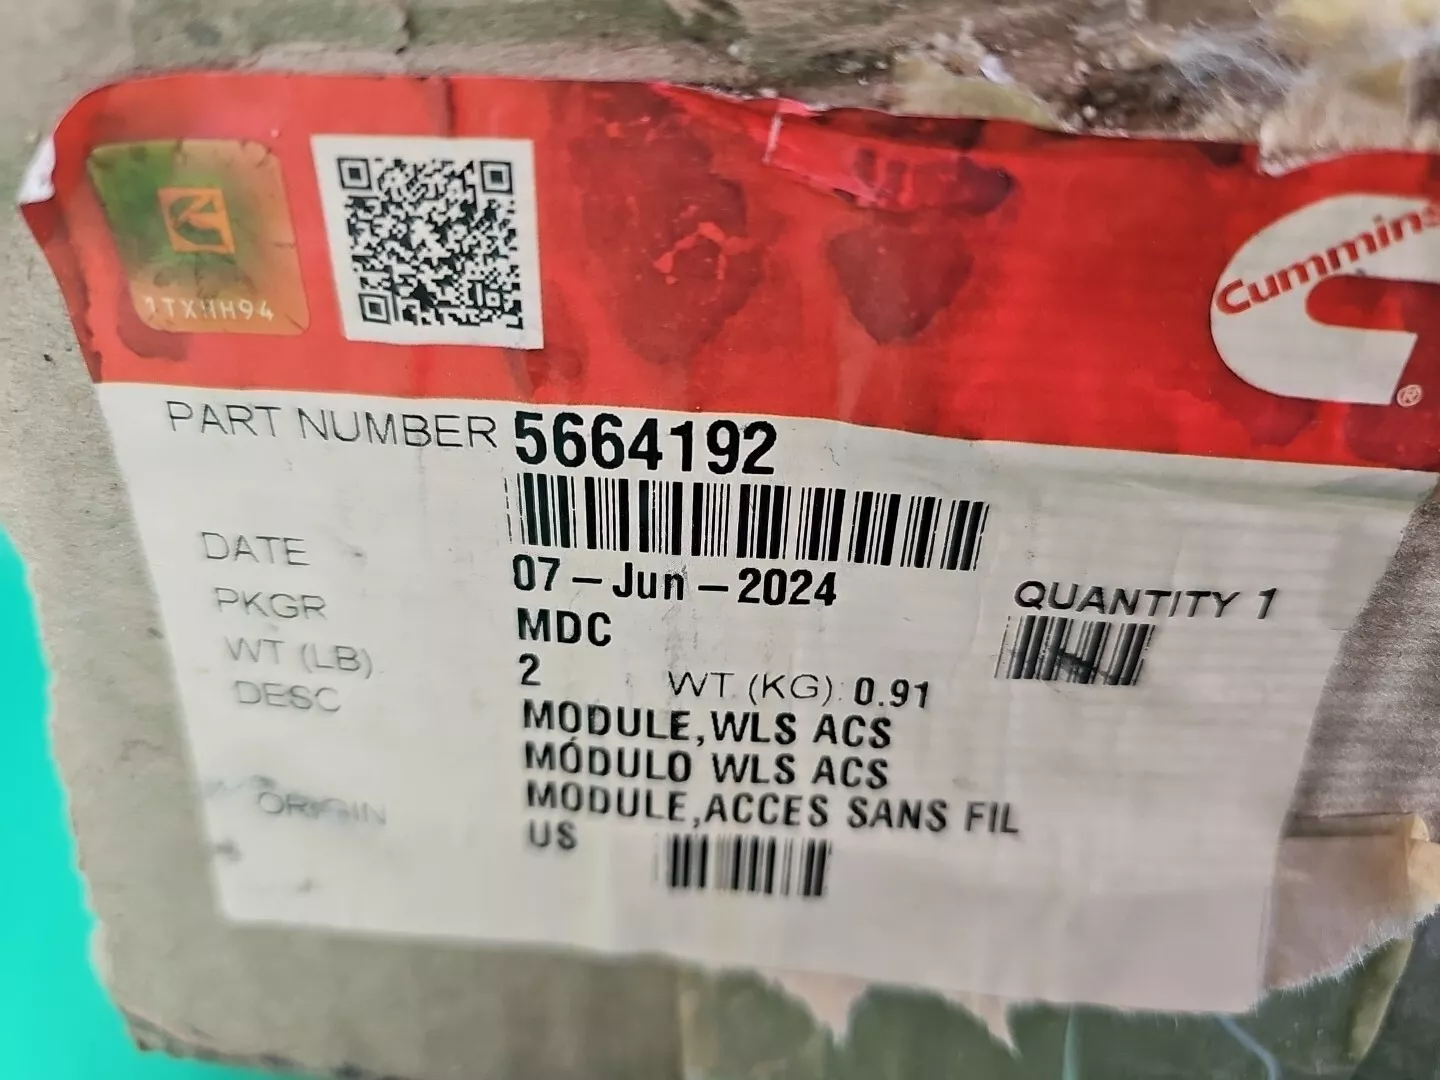 Cummins
®
1TXHH94
PART NUMBER 5664192
DATE 07-Jun-2024
QUANTITY 1
PKGR MDC
WT (LB) 2 WT (KG): 0.91
DESC MODULE,WLS ACS
MÓDULO WLS ACS
MODULE,ACCES SANS FIL
ORIGIN US